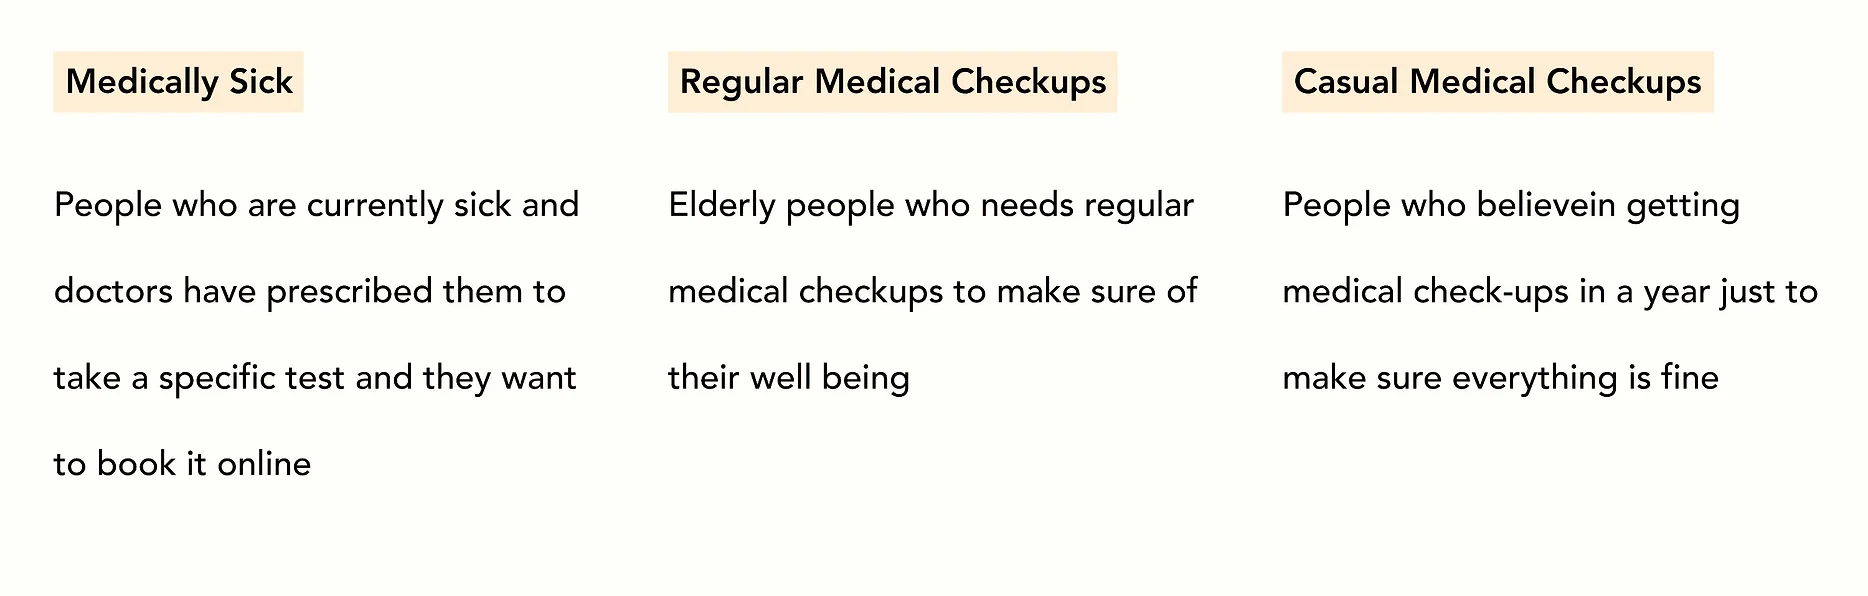 Medically Sick
People who are currently sick and
doctors have prescribed them to
take a specific test and they want
to book it online
Regular Medical Checkups
Elderly people who needs regular
medical checkups to make sure of
their well being
Casual Medical Checkups
People who believein getting
medical check-ups in a year just to
make sure everything is fine